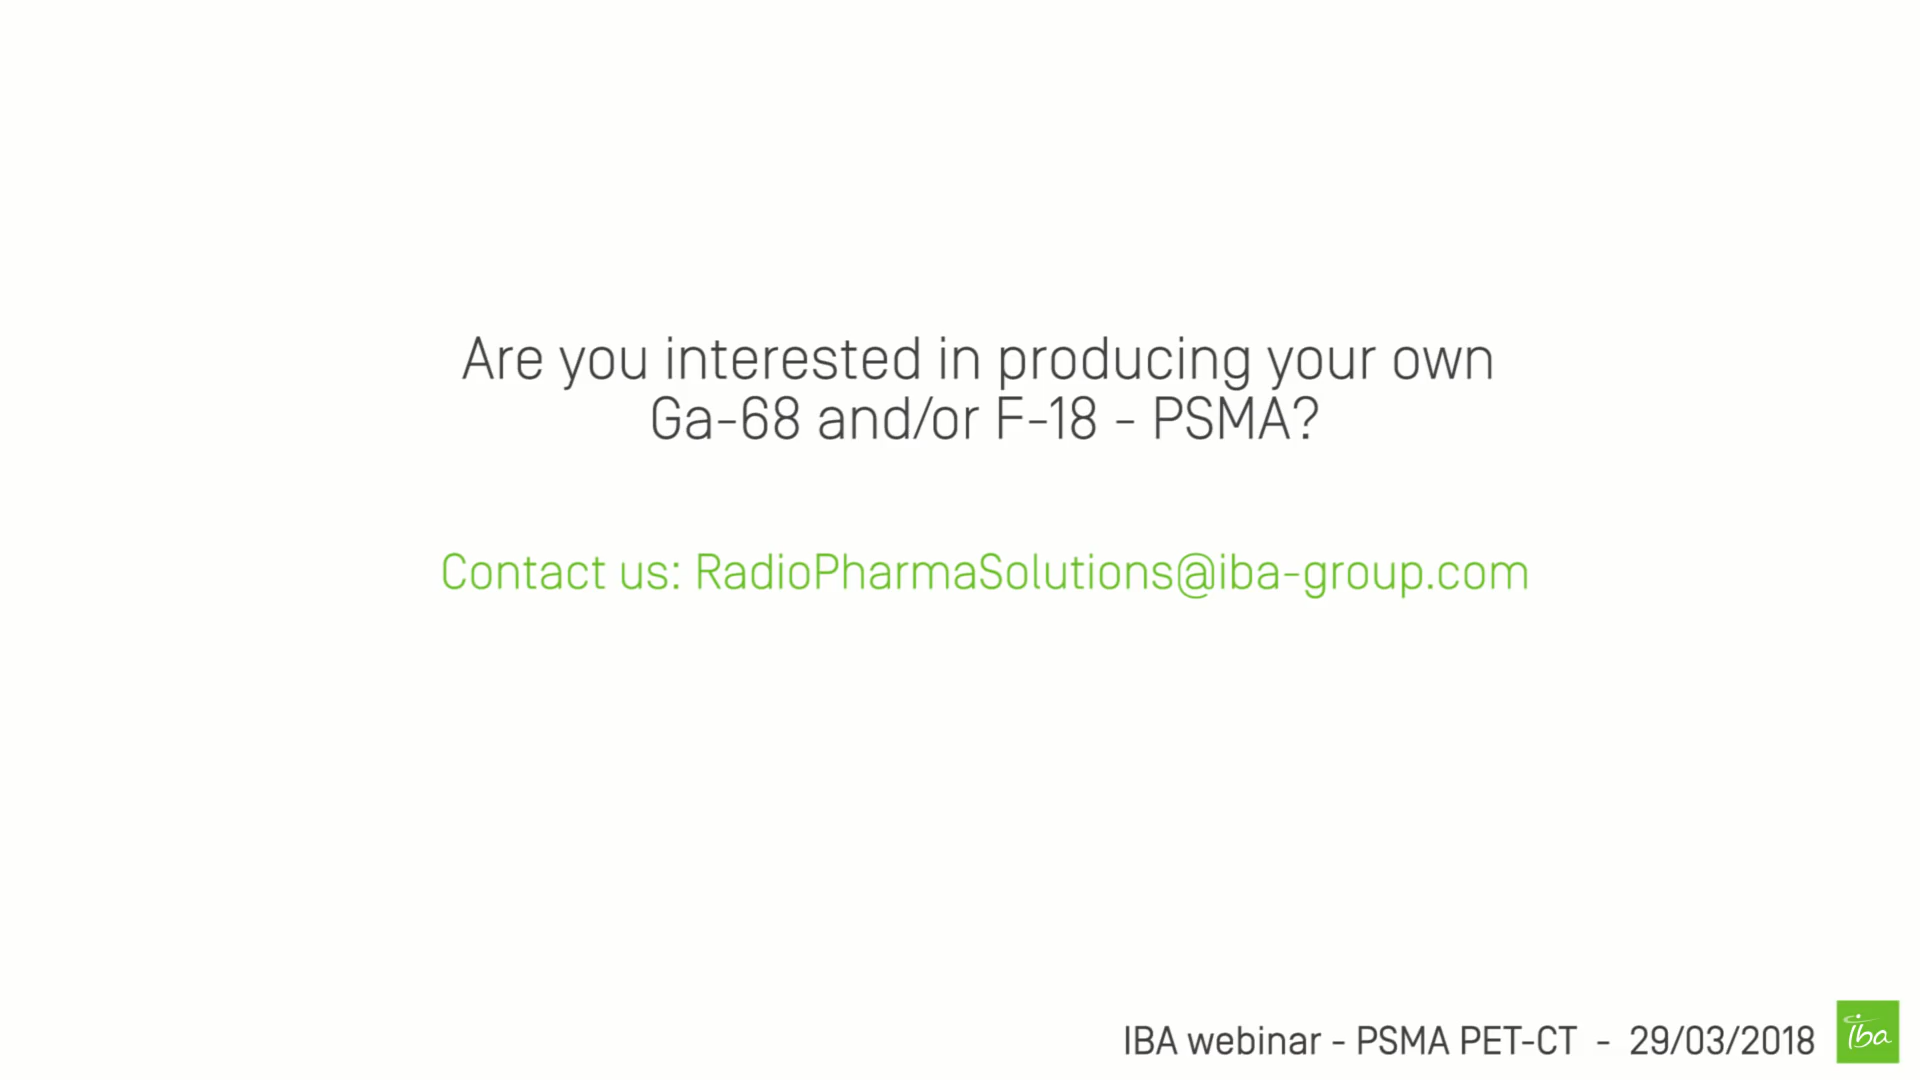 Are you interested in producing your own
Ga-68 and/or F-18 - PSMA?
Contact us: RadioPharmaSolutions@iba-group.com
IBA webinar - PSMA PET-CT - 29/03/2018
iba